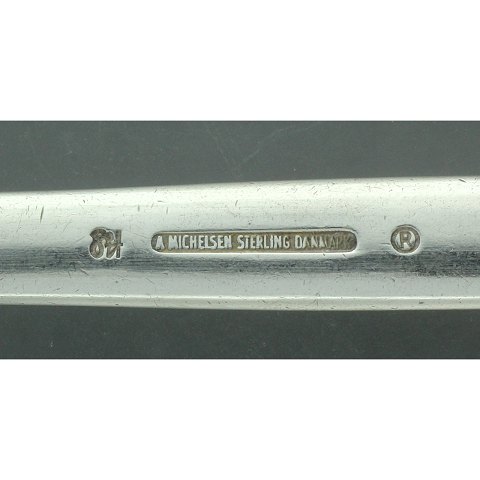 A MICHELSEN STERLING DANMARK ®